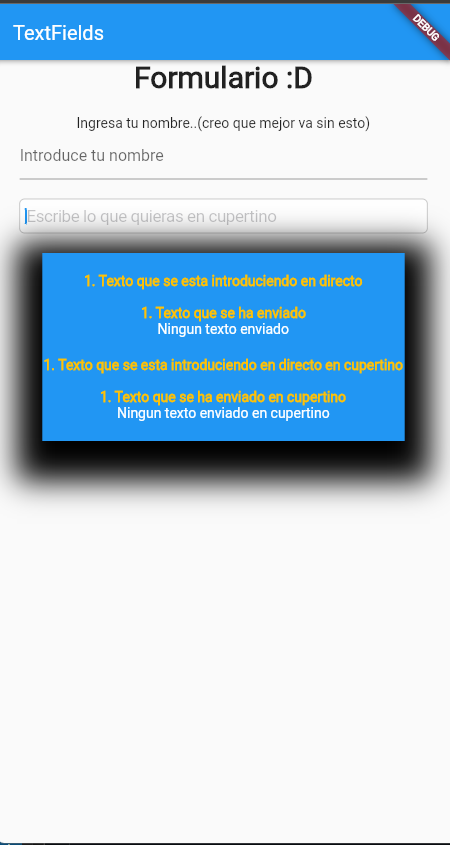 TextFields
DEBUG
Formulario :D
Ingresa tu nombre..(creo que mejor va sin esto)
Introduce tu nombre
Escribe lo que quieras en cupertino
1. Texto que se esta introduciendo en directo
1. Texto que se ha enviado
Ningun texto enviado
1. Texto que se esta introduciendo en directo en cupertino
1. Texto que se ha enviado en cupertino
Ningun texto enviado en cupertino